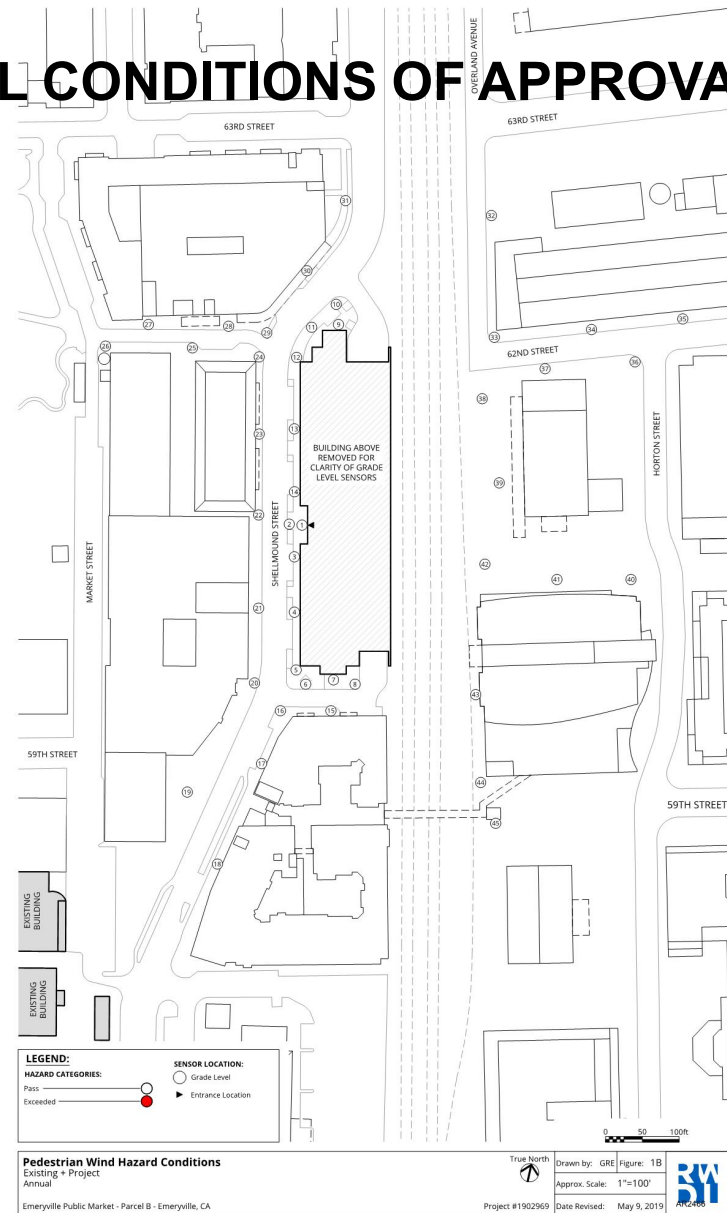 L CONDITIONS OF APPROVA
OVERLAND AVENUE
63RD STREET
63RD STREET
31
32
30
10
11
9
27
28
29
33
34
35
26
25
24
12
62ND STREET
36
37
38
13
23
BUILDING ABOVE
REMOVED FOR
CLARITY OF GRADE
LEVEL SENSORS
HORTON STREET
39
14
22
2
1
SHELLMOUND STREET
MARKET STREET
3
42
41
40
21
4
5
6
7
8
20
43
16
15
59TH STREET
17
19
44
59TH STREET
45
18
EXISTING
BUILDING
EXISTING
BUILDING
LEGEND:
HAZARD CATEGORIES:
Pass
Exceeded
SENSOR LOCATION:
Grade Level
Entrance Location
0 50 100ft
Pedestrian Wind Hazard Conditions
Existing + Project
Annual
Emeryville Public Market - Parcel B - Emeryville, CA
True North
Project #1902969
Drawn by: GRE Figure: 1B
Approx. Scale: 1"=100'
Date Revised: May 9, 2019
RWDI
AR2466